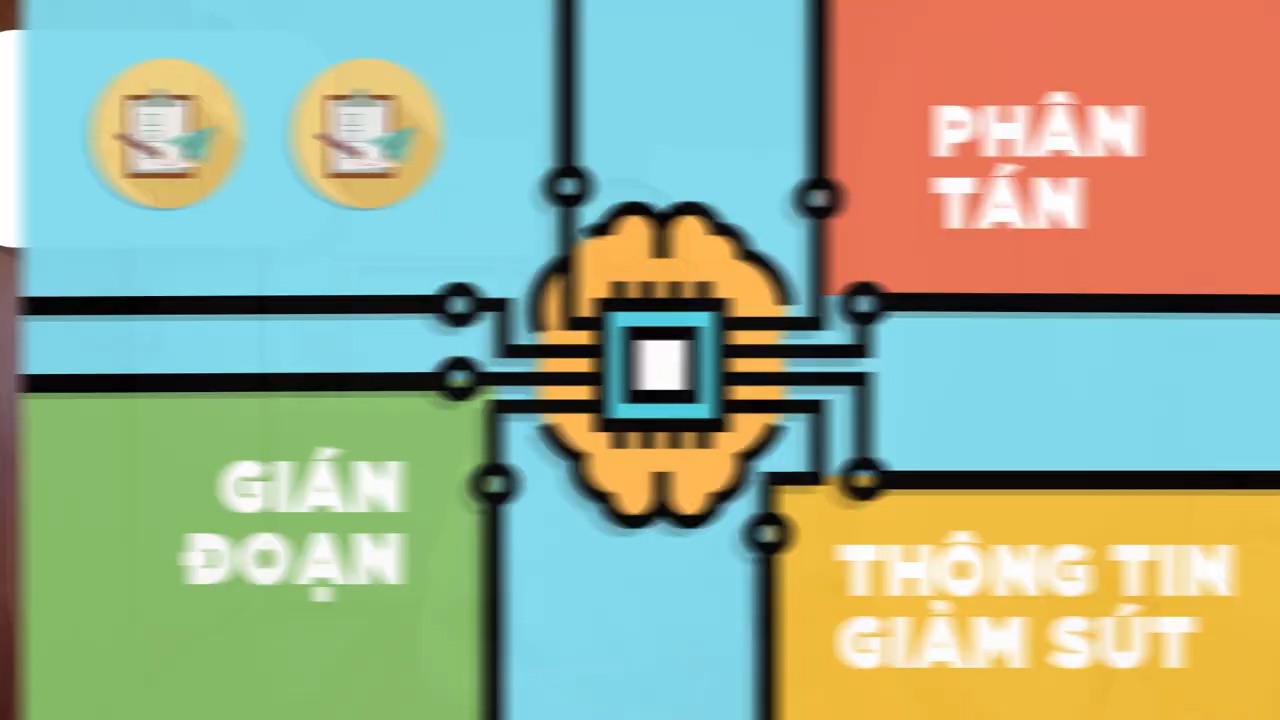 PHÂN
TÁN
GIÁN
ĐOẠN
THÔNG TIN
GIẢM SÚT